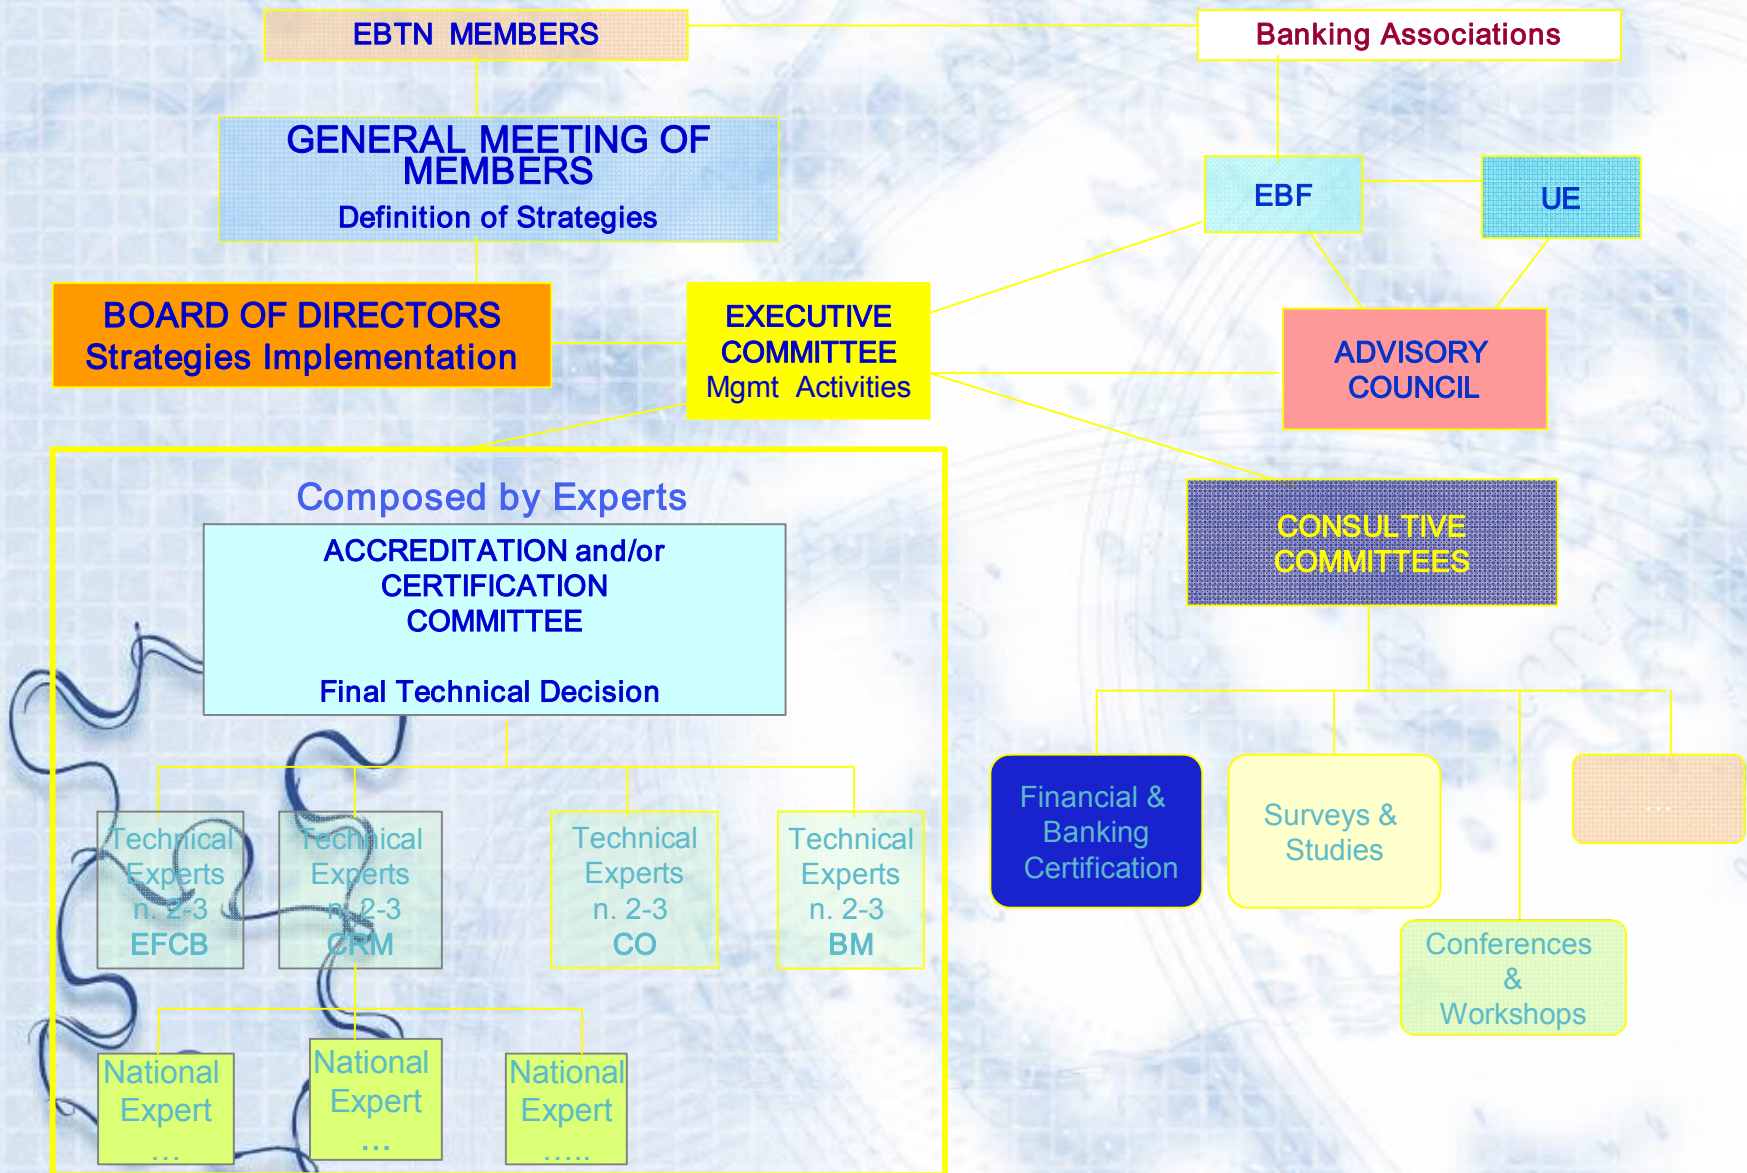 EBTN MEMBERS
Banking Associations
GENERAL MEETING OF
MEMBERS
Definition of Strategies
EBF
UE
BOARD OF DIRECTORS
Strategies Implementation
EXECUTIVE
COMMITTEE
Mgmt Activities
ADVISORY
COUNCIL
Composed by Experts
ACCREDITATION and/or
CERTIFICATION
COMMITTEE
Final Technical Decision
CONSULTIVE
COMMITTEES
Technical
Experts
n. 2-3
EFCB
Technical
Experts
n. 2-3
CRM
Technical
Experts
n. 2-3
CO
Technical
Experts
n. 2-3
BM
Financial &
Banking
Certification
Surveys &
Studies
...
Conferences
&
Workshops
National
Expert
...
National
Expert
...
National
Expert
.....